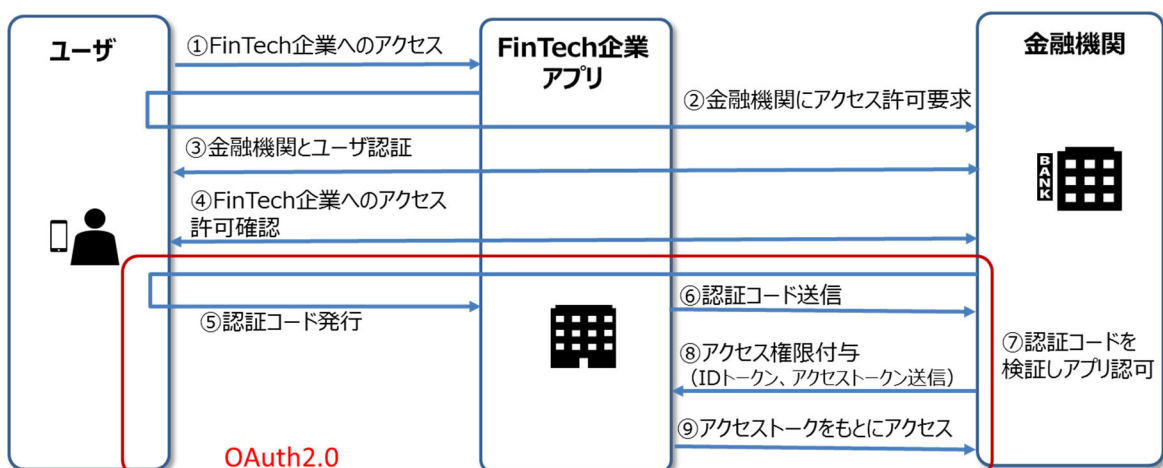 ユーザ
FinTech企業
アプリ
金融機関
①FinTech企業へのアクセス
②金融機関にアクセス許可要求
③金融機関とユーザ認証
BANK
④FinTech企業へのアクセス
許可確認
⑤認証コード発行
⑥認証コード送信
⑦認証コードを
検証しアプリ認可
⑧アクセス権限付与
（IDトークン、アクセストークン送信）
⑨アクセストークをもとにアクセス
OAuth2.0